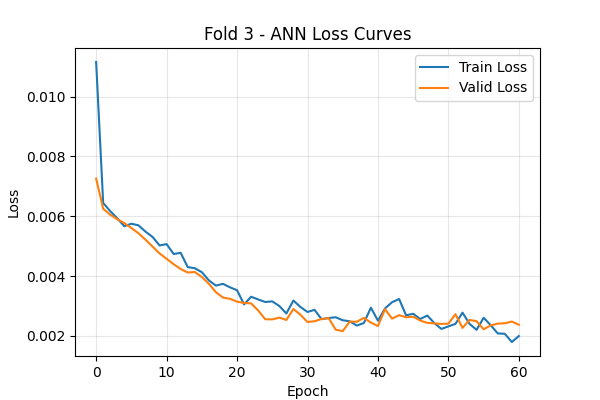 Fold 3 - ANN Loss Curves
Train Loss
Valid Loss
0.010
0.008
0.006
0.004
0.002
Loss
0 10 20 30 40 50 60
Epoch